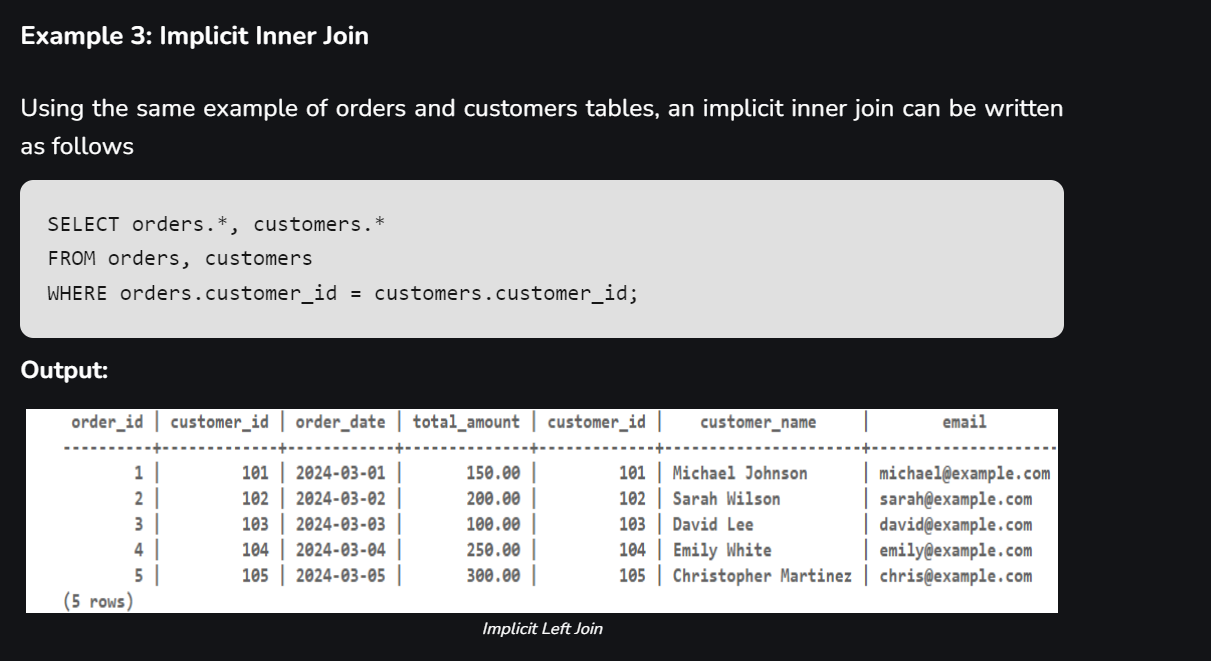 Example 3: Implicit Inner Join
Using the same example of orders and customers tables, an implicit inner join can be written
as follows
SELECT orders.*, customers.*
FROM orders, customers
WHERE orders.customer_id = customers.customer_id;
Output:
order_id | customer_id | order_date | total_amount | customer_id | customer_name | email
----------+-------------+------------+--------------+-------------+----------------------+---------------------
1 | 101 | 2024-03-01 | 150.00 | 101 | Michael Johnson | michael@example.com
2 | 102 | 2024-03-02 | 200.00 | 102 | Sarah Wilson | sarah@example.com
3 | 103 | 2024-03-03 | 100.00 | 103 | David Lee | david@example.com
4 | 104 | 2024-03-04 | 250.00 | 104 | Emily White | emily@example.com
5 | 105 | 2024-03-05 | 300.00 | 105 | Christopher Martinez | chris@example.com
(5 rows)
Implicit Left Join